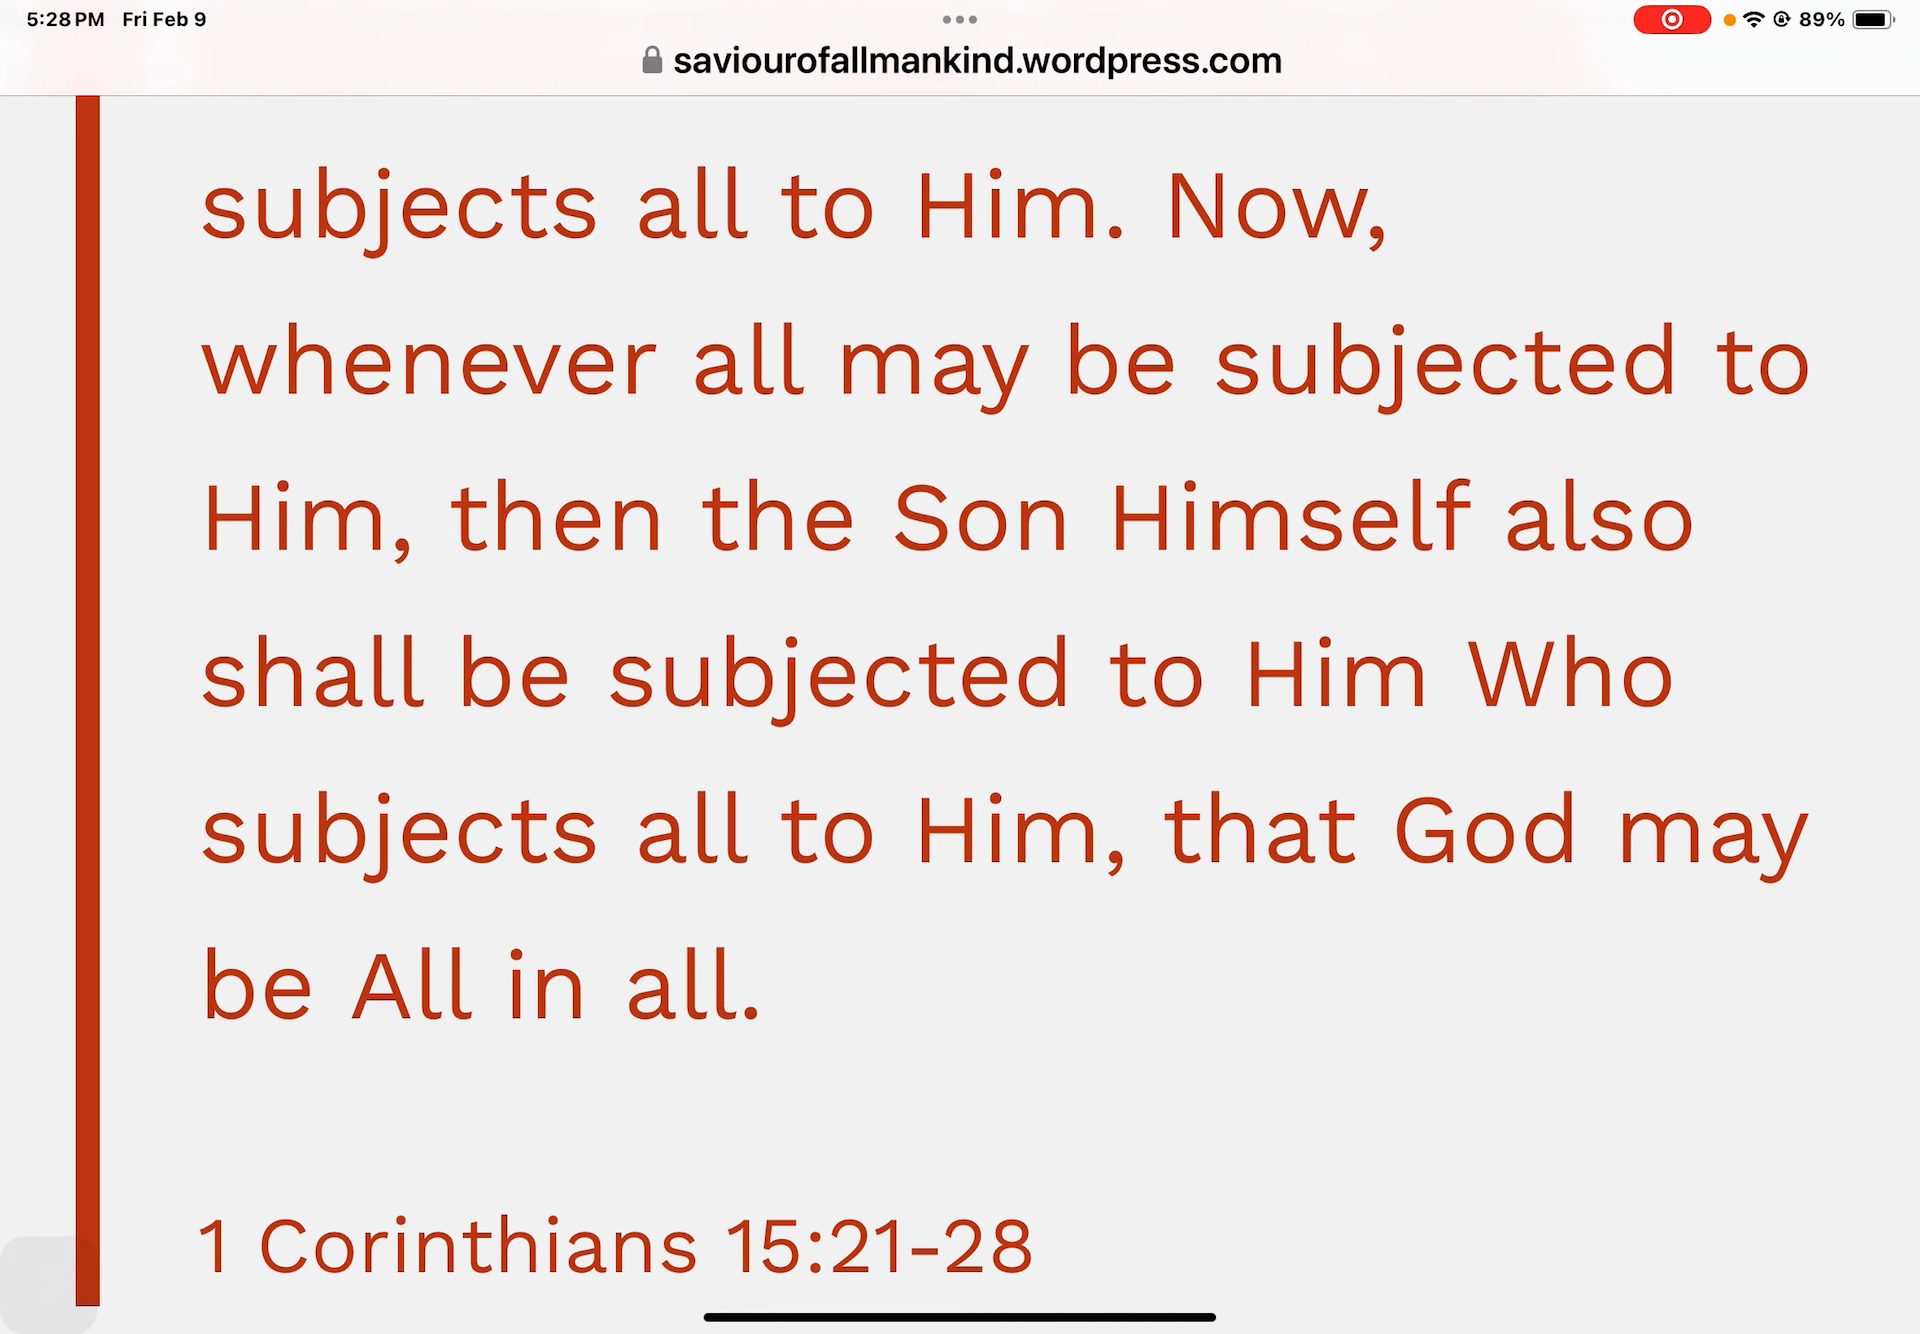 5:28 PM Fri Feb 9
89%
saviourofallmankind.wordpress.com
subjects all to Him. Now,
whenever all may be subjected to
Him, then the Son Himself also
shall be subjected to Him Who
subjects all to Him, that God may
be All in all.
1 Corinthians 15:21-28